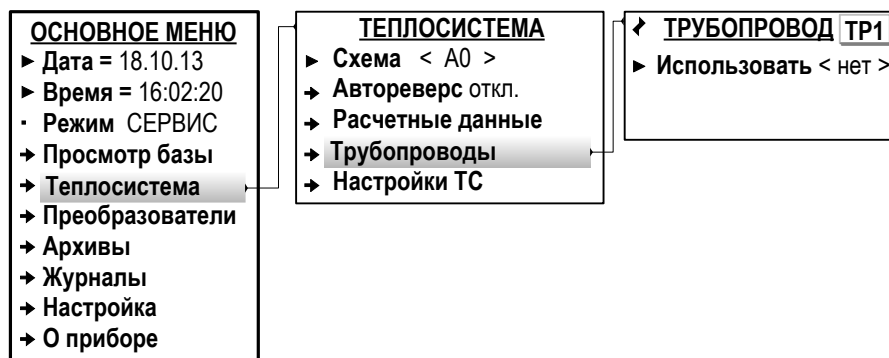 ОСНОВНОЕ МЕНЮ
Дата = 18.10.13
Время = 16:02:20
Режим СЕРВИС
Просмотр базы
Теплосистема
Преобразователи
Архивы
Журналы
Настройка
О приборе
ТЕПЛОСИСТЕМА
Схема < A0 >
Автореверс откл.
Расчетные данные
Трубопроводы
Настройки ТС
ТРУБОПРОВОД ТР1
Использовать < нет >